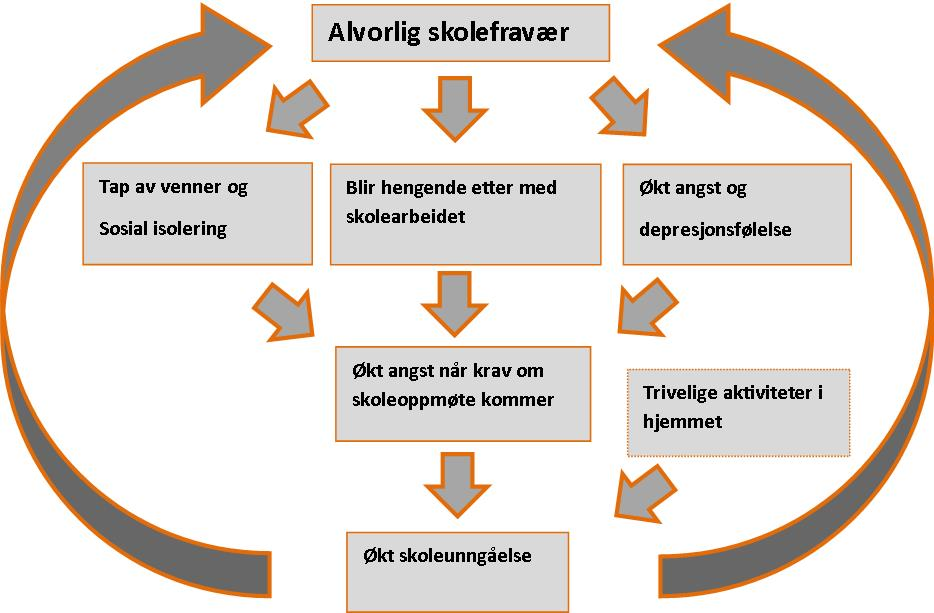 Alvorlig skolefravær
Tap av venner og
Sosial isolering
Blir hengende etter med
skolearbeidet
Økt angst og
depresjonsfølelse
Økt angst når krav om
skoleoppmøte kommer
Trivelige aktiviteter i
hjemmet
Økt skoleunngåelse